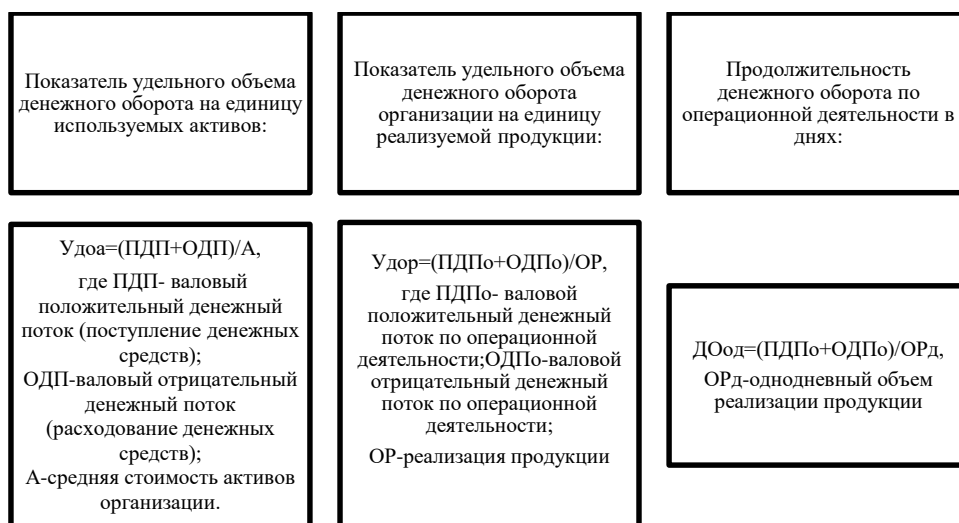 Показатель удельного объема
денежного оборота на единицу
используемых активов:
Показатель удельного объема
денежного оборота
организации на единицу
реализуемой продукции:
Продолжительность
денежного оборота по
операционной деятельности в
днях:
Удоа=(ПДП+ОДП)/А,
где ПДП- валовый
положительный денежный
поток (поступление денежных
средств);
ОДП-валовый отрицательный
денежный поток
(расходование денежных
средств);
А-средняя стоимость активов
организации.
Удор=(ПДПо+ОДПо)/ОР,
где ПДПо- валовой
положительный денежный
поток по операционной
деятельности;ОДПо-валовой
отрицательный денежный
поток по операционной
деятельности;
ОР-реализация продукции
ДОод=(ПДПо+ОДПо)/ОРд,
ОРд-однодневный объем
реализации продукции